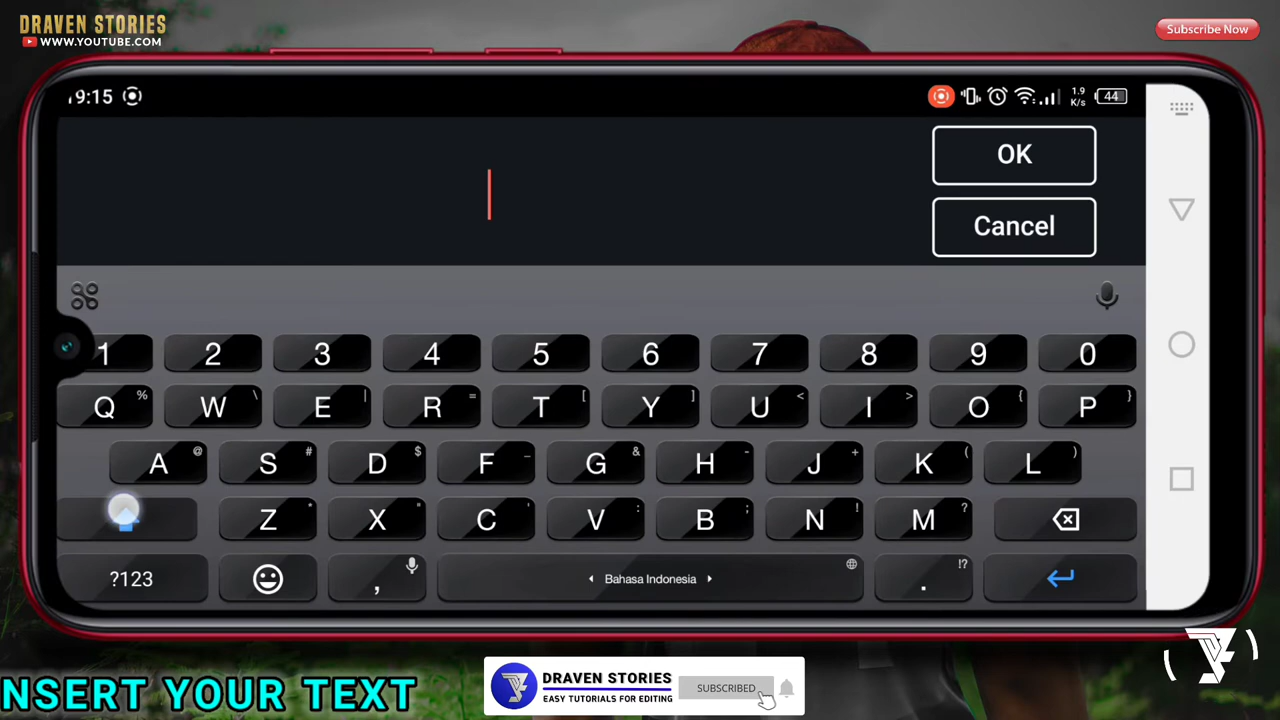 DRAVEN STORIES
WWW.YOUTUBE.COM
Subscribe Now
9:15
1.9
K/s
44
OK
Cancel
1 2 3 4 5 6 7 8 9 0
Q % W \ E | R = T [ Y ] U < I > O { P }
A @ S # D $ F _ G & H - J + K ( L )
Z * X " C ' V : B ; N ! M ?
?123 , Bahasa Indonesia . !?
NSERT YOUR TEXT
DRAVEN STORIES
EASY TUTORIALS FOR EDITING
SUBSCRIBED